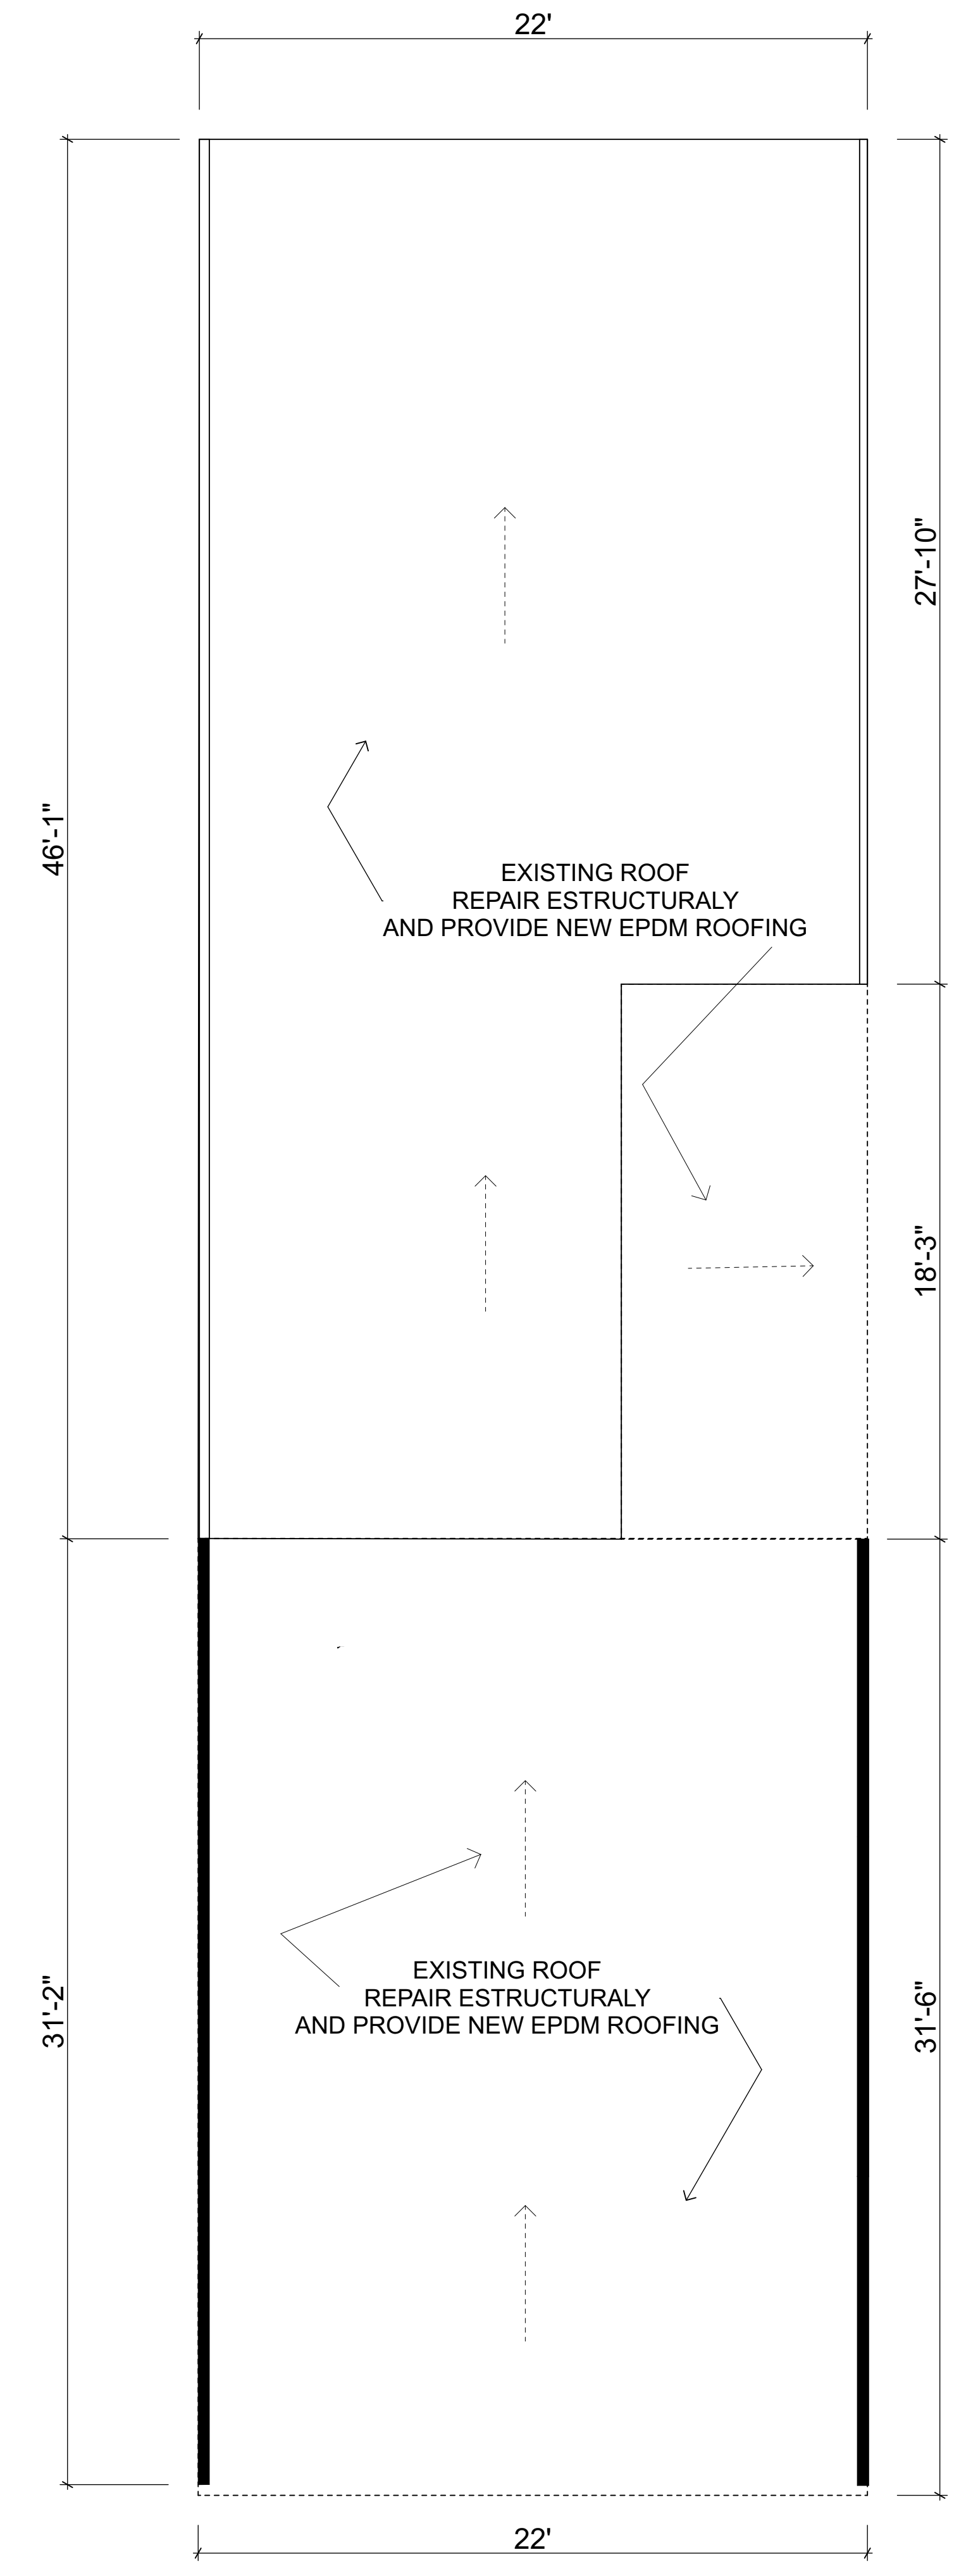 22'
27'-10"
46'-1"
EXISTING ROOF
REPAIR ESTRUCTURALY
AND PROVIDE NEW EPDM ROOFING
18'-3"
EXISTING ROOF
REPAIR ESTRUCTURALY
AND PROVIDE NEW EPDM ROOFING
31'-2"
31'-6"
22'